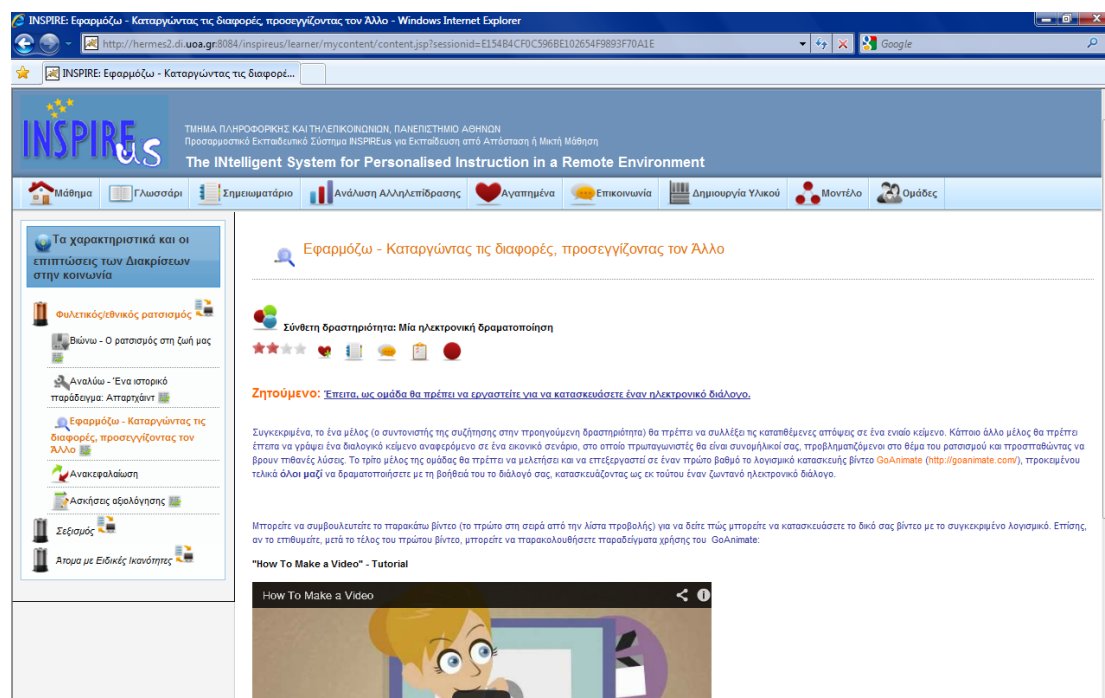 INSPIRE: Εφαρμόζω - Καταργώντας τις διαφορές, προσεγγίζοντας τον Άλλο - Windows Internet Explorer
http://hermes2.di.uoa.gr:8084/inspireus/learner/mycontent/content.jsp?sessionid=E154B4CF0C596BE102654F9893F70A1E
Google
INSPIRE: Εφαρμόζω - Καταργώντας τις διαφορέ...
INSPIREus
ΤΜΗΜΑ ΠΛΗΡΟΦΟΡΙΚΗΣ ΚΑΙ ΤΗΛΕΠΙΚΟΙΝΩΝΙΩΝ, ΠΑΝΕΠΙΣΤΗΜΙΟ ΑΘΗΝΩΝ
Προσαρμοστικό Εκπαιδευτικό Σύστημα INSPIREus για Εκπαίδευση από Απόσταση ή Μικτή Μάθηση
The INtelligent System for Personalised Instruction in a Remote Environment
Μάθημα Γλωσσάρι Σημειωματάριο Ανάλυση Αλληλεπίδρασης Αγαπημένα Επικοινωνία Δημιουργία Υλικού Μοντέλο Ομάδες
Τα χαρακτηριστικά και οι
επιπτώσεις των Διακρίσεων
στην κοινωνία
Φυλετικός/εθνικός ρατσισμός
Βιώνω - Ο ρατσισμός στη ζωή μας
Αναλύω - Ένα ιστορικό
παράδειγμα: Απαρτχάιντ
Εφαρμόζω - Καταργώντας τις
διαφορές, προσεγγίζοντας τον
Άλλο
Ανακεφαλαίωση
Ασκήσεις αξιολόγησης
Σεξισμός
Άτομα με Ειδικές Ικανότητες
Εφαρμόζω - Καταργώντας τις διαφορές, προσεγγίζοντας τον Άλλο
Σύνθετη δραστηριότητα: Μία ηλεκτρονική δραματοποίηση
Ζητούμενο: Έπειτα, ως ομάδα θα πρέπει να εργαστείτε για να κατασκευάσετε έναν ηλεκτρονικό διάλογο.
Συγκεκριμένα, το ένα μέλος (ο συντονιστής της συζήτησης στην προηγούμενη δραστηριότητα) θα πρέπει να συλλέξει τις κατατιθέμενες απόψεις σε ένα ενιαίο κείμενο. Κάποιο άλλο μέλος θα πρέπει
έπειτα να γράψει ένα διαλογικό κείμενο αναφερόμενο σε ένα εικονικό σενάριο, στο οποίο πρωταγωνιστές θα είναι συνομήλικοί σας, προβληματιζόμενοι στο θέμα του ρατσισμού και προσπαθώντας να
βρουν πιθανές λύσεις. Το τρίτο μέλος της ομάδας θα πρέπει να μελετήσει και να επεξεργαστεί σε έναν πρώτο βαθμό το λογισμικό κατασκευής βίντεο GoAnimate (http://goanimate.com/), προκειμένου
τελικά όλοι μαζί να δραματοποιήσετε με τη βοήθειά του το διάλογό σας, κατασκευάζοντας ως εκ τούτου έναν ζωντανό ηλεκτρονικό διάλογο.
Μπορείτε να συμβουλευτείτε το παρακάτω βίντεο (το πρώτο στη σειρά από την λίστα προβολής) για να δείτε πώς μπορείτε να κατασκευάσετε το δικό σας βίντεο με το συγκεκριμένο λογισμικό. Επίσης,
αν το επιθυμείτε, μετά το τέλος του πρώτου βίντεο, μπορείτε να παρακολουθήσετε παραδείγματα χρήσης του GoAnimate:
"How To Make a Video" - Tutorial
How To Make a Video